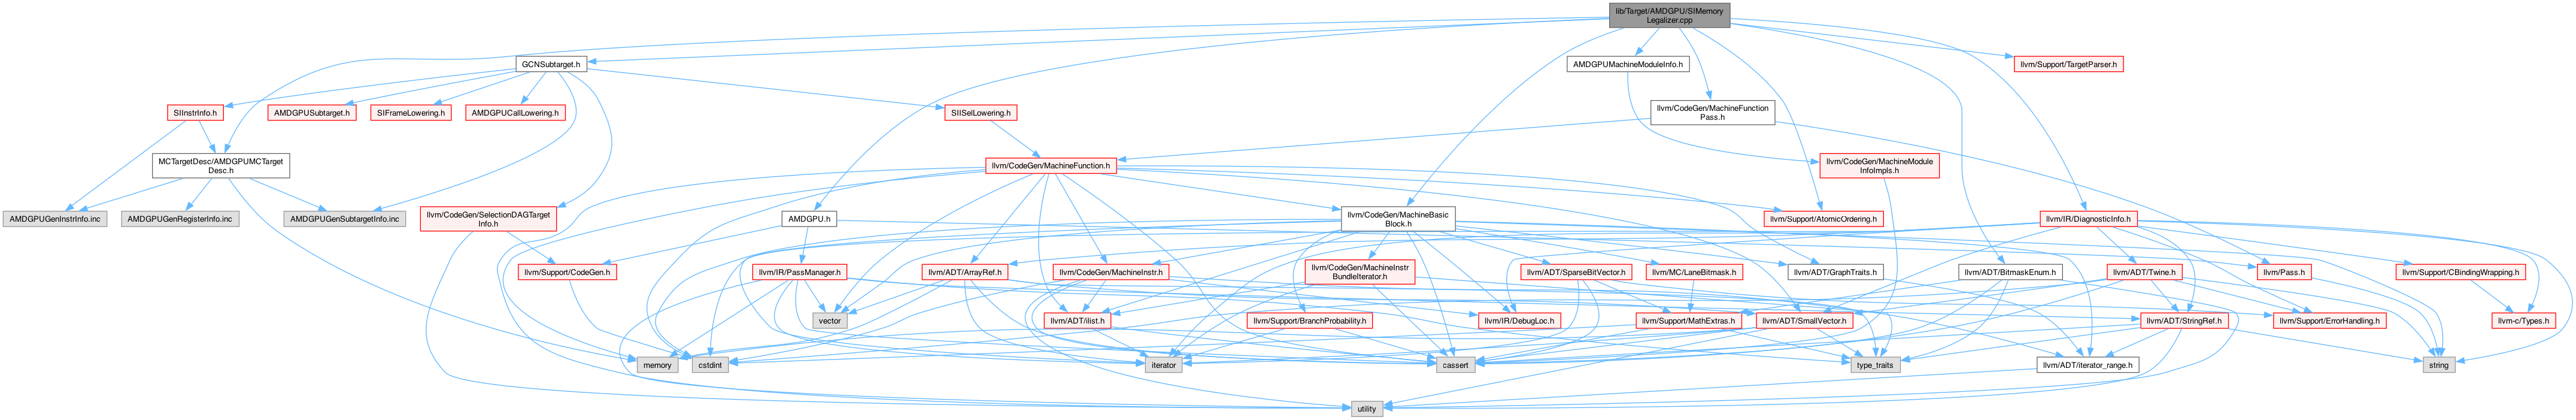 lib/Target/AMDGPU/SIMemory
Legalizer.cpp
GCNSubtarget.h
AMDGPUMachineModuleInfo.h
llvm/Support/TargetParser.h
SIInstrInfo.h
AMDGPUSubtarget.h
SIFrameLowering.h
AMDGPUCallLowering.h
SIISelLowering.h
llvm/CodeGen/MachineFunction
Pass.h
MCTargetDesc/AMDGPUMCTarget
Desc.h
llvm/CodeGen/MachineFunction.h
llvm/CodeGen/MachineModule
InfoImpls.h
AMDGPUGenInstrInfo.inc
AMDGPUGenRegisterInfo.inc
AMDGPUGenSubtargetInfo.inc
llvm/CodeGen/SelectionDAGTarget
Info.h
AMDGPU.h
llvm/CodeGen/MachineBasic
Block.h
llvm/Support/AtomicOrdering.h
llvm/IR/DiagnosticInfo.h
llvm/Support/CodeGen.h
llvm/IR/PassManager.h
llvm/ADT/ArrayRef.h
llvm/CodeGen/MachineInstr.h
llvm/CodeGen/MachineInstr
BundleIterator.h
llvm/ADT/SparseBitVector.h
llvm/MC/LaneBitmask.h
llvm/ADT/GraphTraits.h
llvm/ADT/BitmaskEnum.h
llvm/ADT/Twine.h
llvm/Pass.h
llvm/Support/CBindingWrapping.h
vector
llvm/ADT/ilist.h
llvm/Support/BranchProbability.h
llvm/IR/DebugLoc.h
llvm/Support/MathExtras.h
llvm/ADT/SmallVector.h
llvm/ADT/StringRef.h
llvm/Support/ErrorHandling.h
llvm-c/Types.h
memory
cstdint
iterator
cassert
type_traits
llvm/ADT/iterator_range.h
string
utility